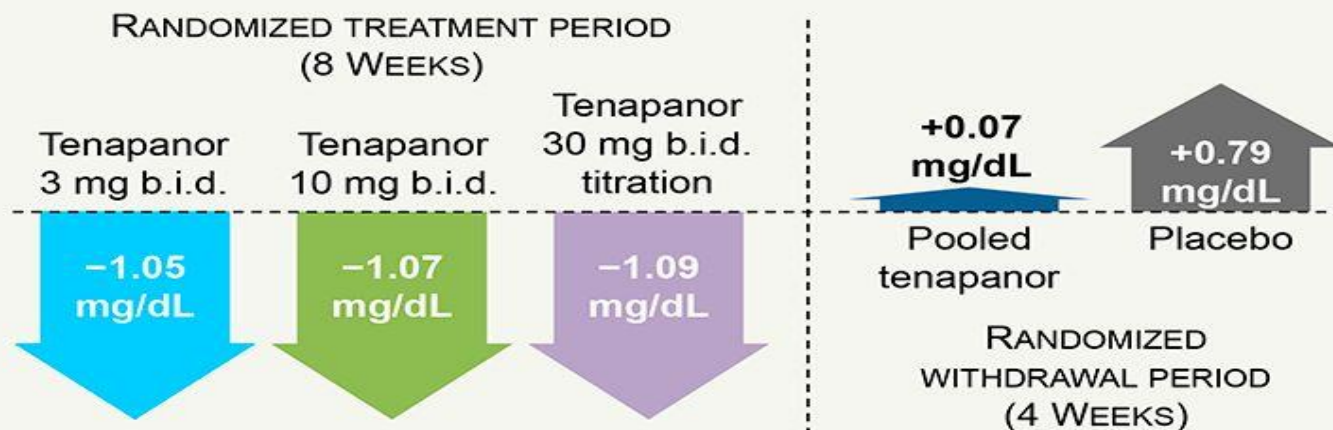 RANDOMIZED TREATMENT PERIOD
(8 WEEKS)
Tenapanor
3 mg b.i.d.
Tenapanor
10 mg b.i.d.
Tenapanor
30 mg b.i.d.
titration
−1.05
mg/dL
−1.07
mg/dL
−1.09
mg/dL
+0.07
mg/dL
+0.79
mg/dL
Pooled
tenapanor
Placebo
RANDOMIZED
WITHDRAWAL PERIOD
(4 WEEKS)